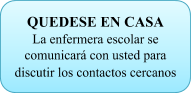 QUEDESE EN CASA
La enfermera escolar se
comunicará con usted para
discutir los contactos cercanos